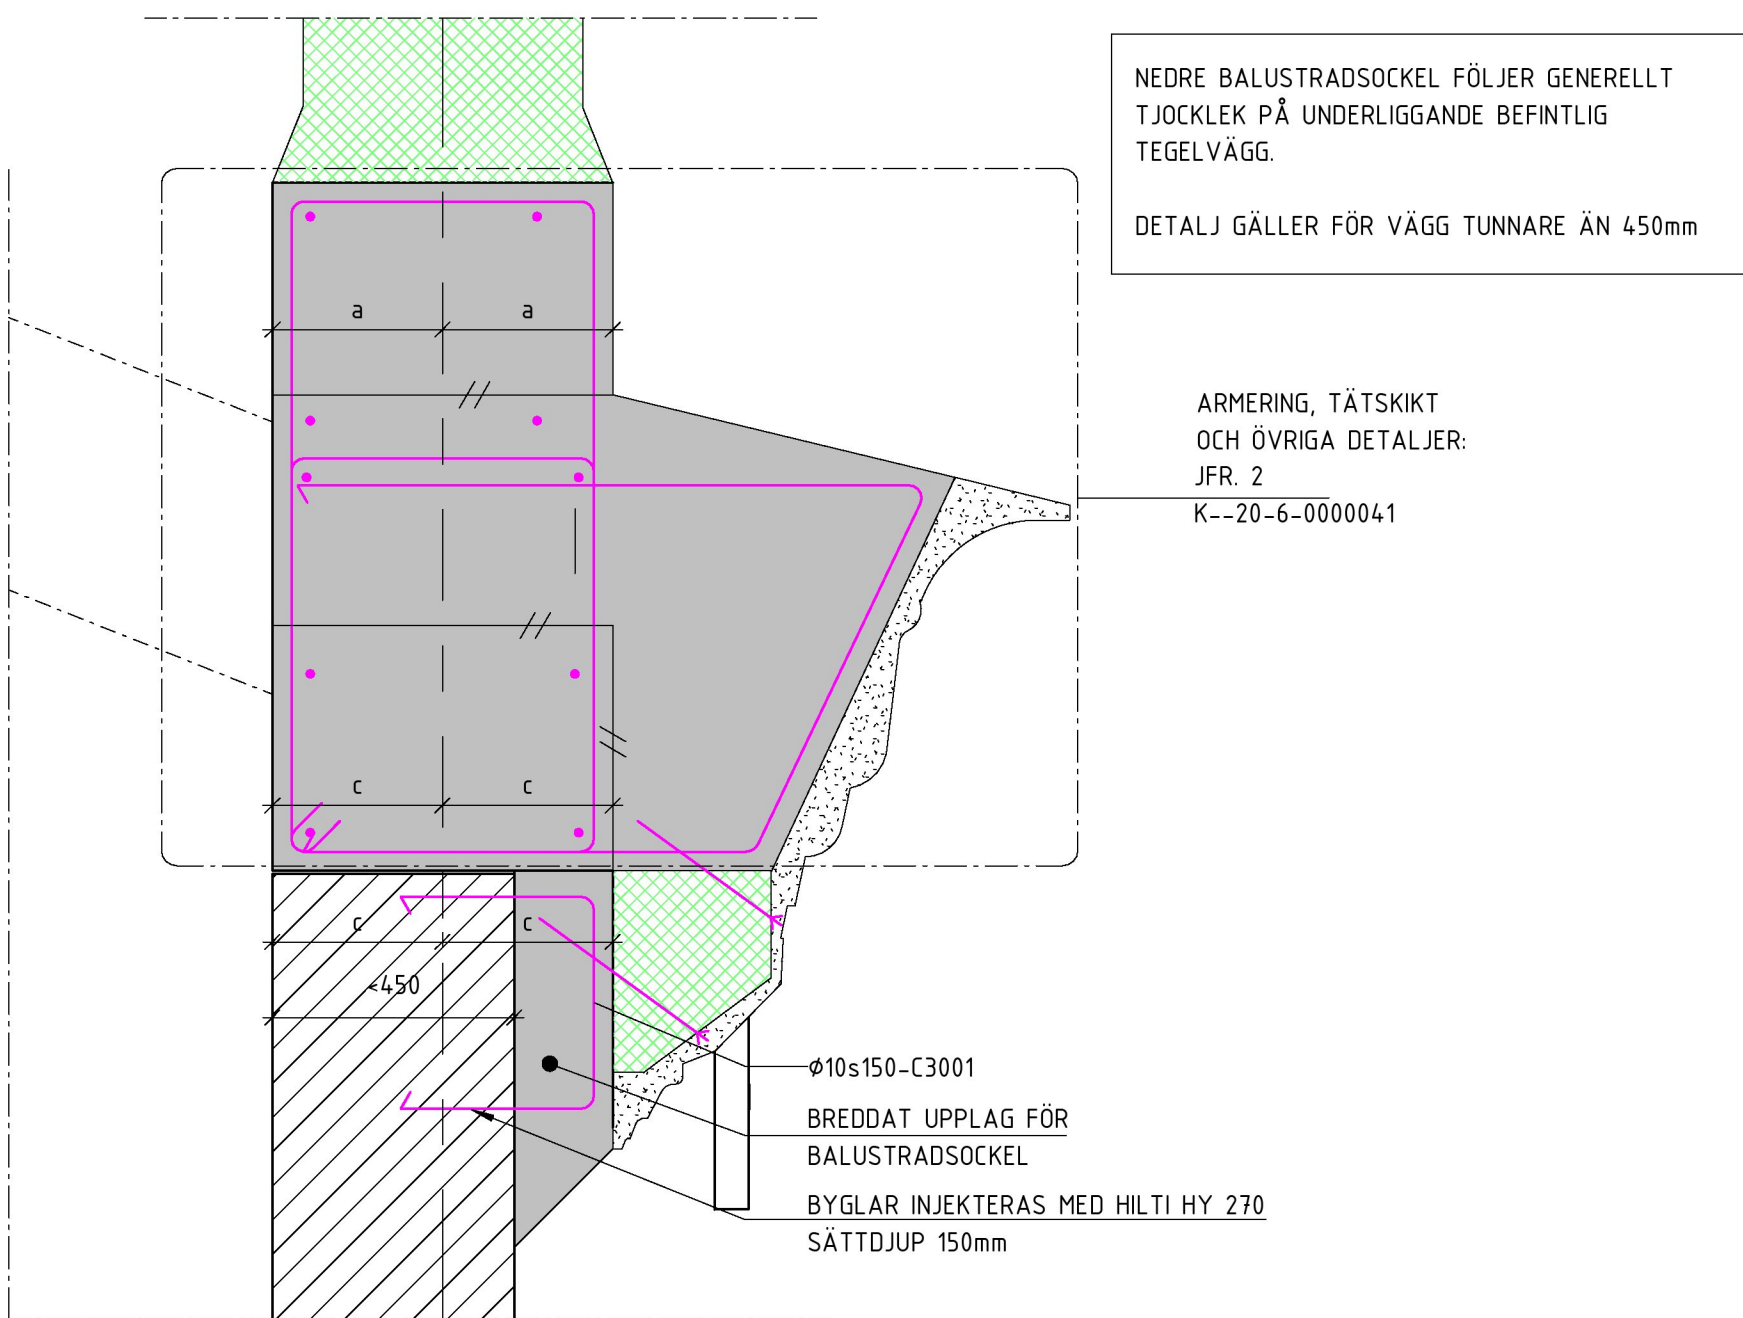 NEDRE BALUSTRADSOCKEL FÖLJER GENERELLT
TJOCKLEK PÅ UNDERLIGGANDE BEFINTLIG
TEGELVÄGG.
DETALJ GÄLLER FÖR VÄGG TUNNARE ÄN 450mm
a
a
ARMERING, TÄTSKIKT
OCH ÖVRIGA DETALJER:
JFR. 2
K--20-6-0000041
c
c
c
c
<450
Ø10s150-C3001
BREDDAT UPPLAG FÖR
BALUSTRADSOCKEL
BYGLAR INJEKTERAS MED HILTI HY 270
SÄTTDJUP 150mm